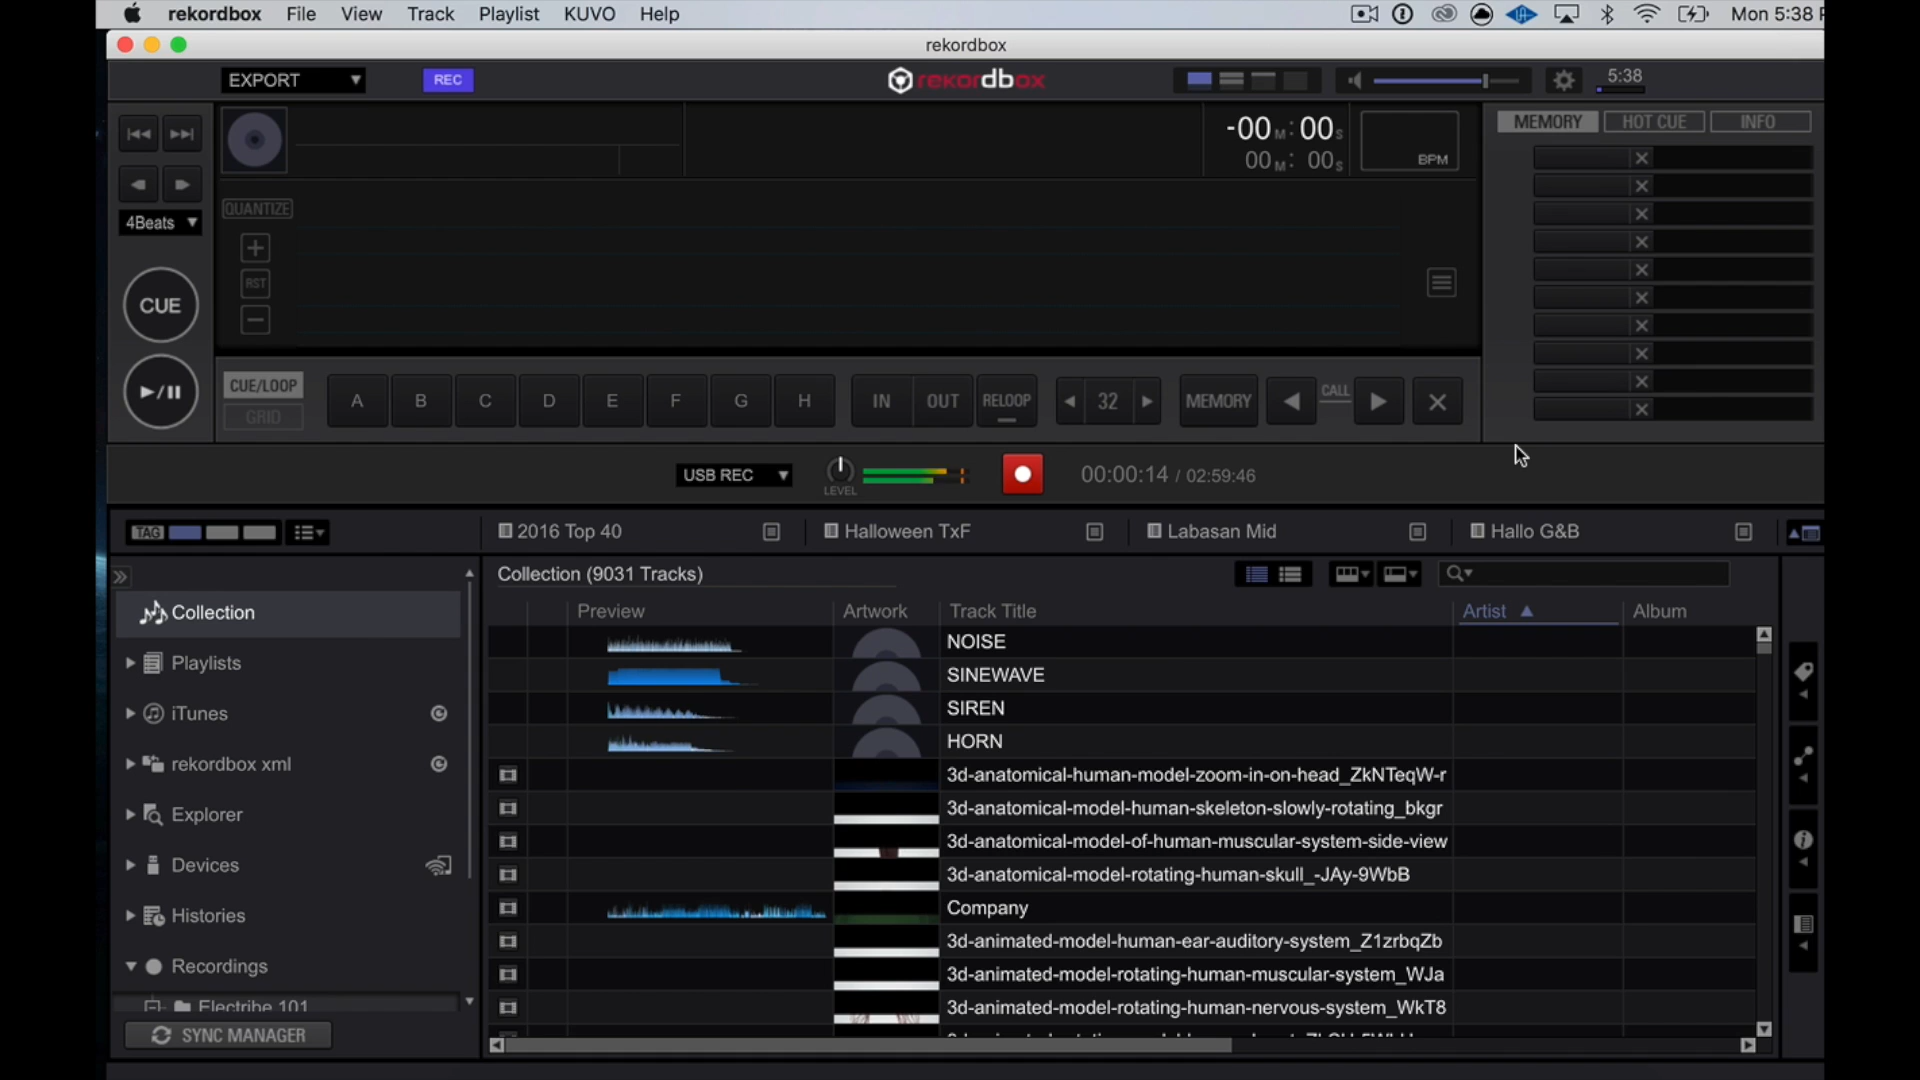 rekordbox File View Track Playlist KUVO Help Mon 5:38
rekordbox
EXPORT REC rekordbox 5:38
-00M:00S
00M:00S
BPM
MEMORY HOT CUE INFO
4Beats
QUANTIZE
RST
CUE
CUE/LOOP
GRID
A B C D E F G H IN OUT RELOOP 32 MEMORY CALL
USB REC LEVEL 00:00:14 / 02:59:46
TAG 2016 Top 40 Halloween TxF Labasan Mid Hallo G&B
Collection (9031 Tracks)
Preview Artwork Track Title Artist Album
Collection
Playlists
iTunes
rekordbox xml
Explorer
Devices
Histories
Recordings
Electribe 101
SYNC MANAGER
NOISE
SINEWAVE
SIREN
HORN
3d-anatomical-human-model-zoom-in-on-head_ZkNTeqW-r
3d-anatomical-model-human-skeleton-slowly-rotating_bkgr
3d-anatomical-model-of-human-muscular-system-side-view
3d-anatomical-model-rotating-human-skull_-JAy-9WbB
Company
3d-animated-model-human-ear-auditory-system_Z1zrbqZb
3d-animated-model-rotating-human-muscular-system_WJa
3d-animated-model-rotating-human-nervous-system_WkT8